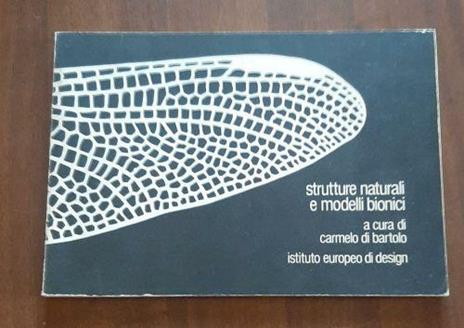 strutture naturali
e modelli bionici
a cura di
carmelo di bartolo
istituto europeo di design